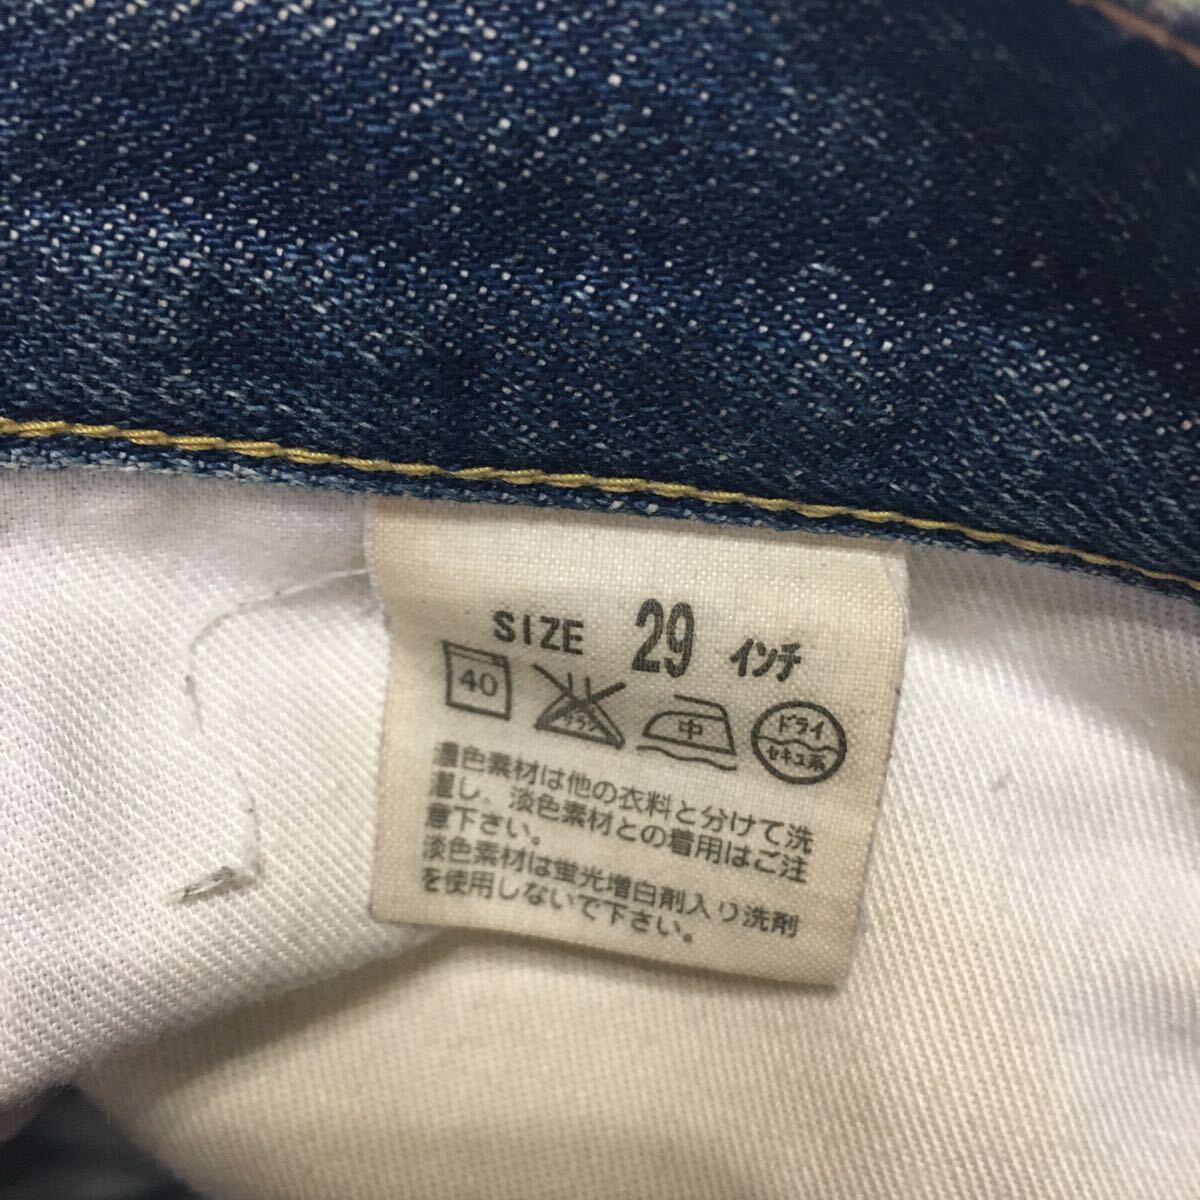 SIZE 29 インチ
40 エンソサラシ 中 ドライ セキユ系
濃色素材は他の衣料と分けて洗
濯し、淡色素材との着用はご注
意下さい。
淡色素材は蛍光増白剤入り洗剤
を使用しないで下さい。